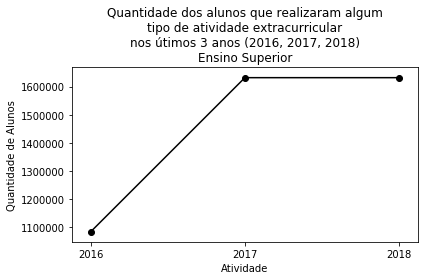 Quantidade dos alunos que realizaram algum
tipo de atividade extracurricular
nos útimos 3 anos (2016, 2017, 2018)
Ensino Superior
Quantidade de Alunos
1600000
1500000
1400000
1300000
1200000
1100000
2016
2017
2018
Atividade